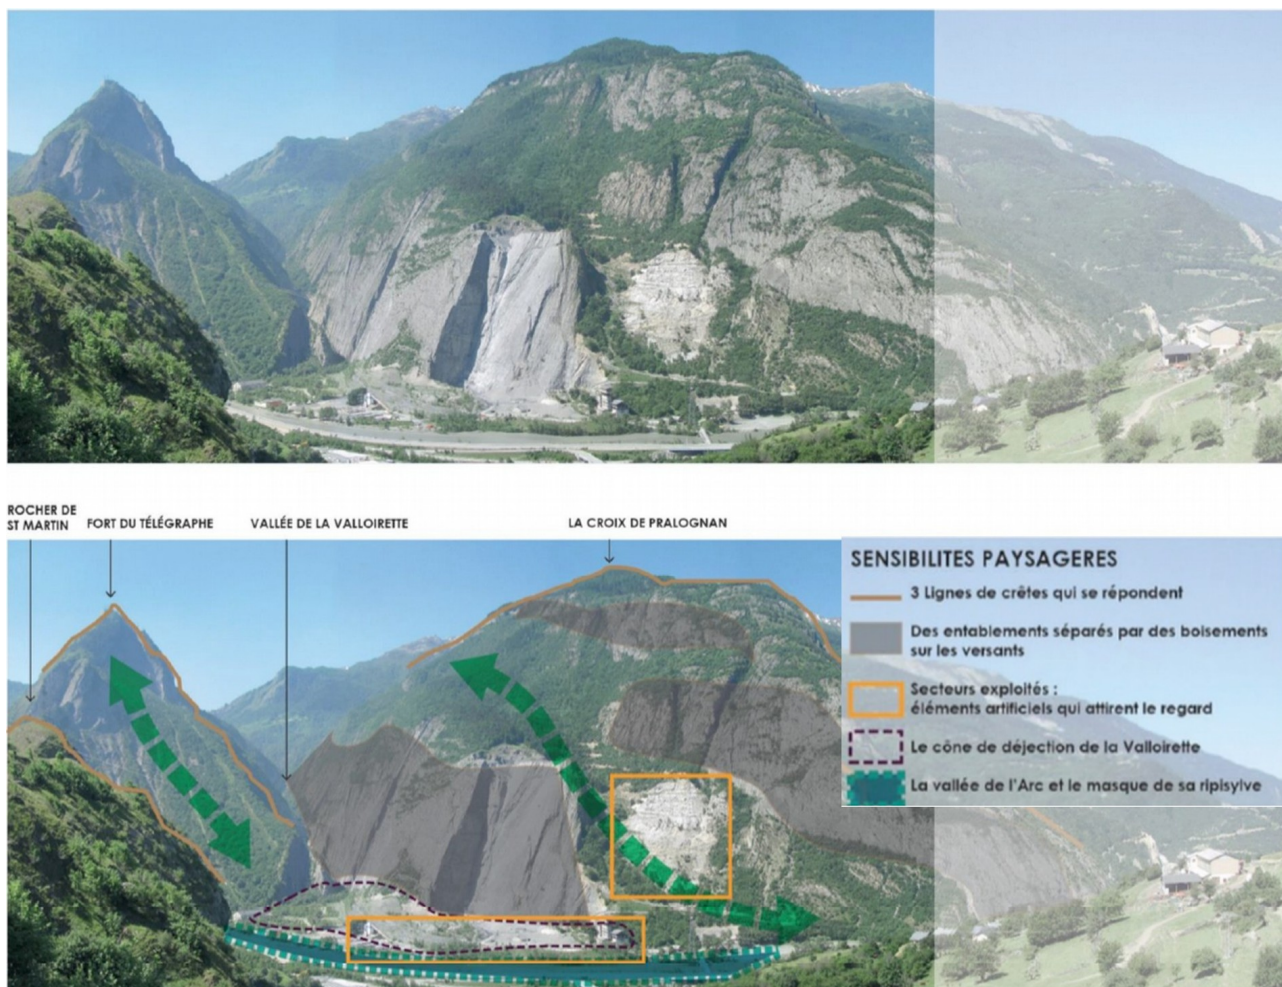 ROCHER DE
ST MARTIN
FORT DU TÉLÉGRAPHE
VALLÉE DE LA VALLOIRETTE
LA CROIX DE PRALOGNAN
SENSIBILITES PAYSAGERES
3 Lignes de crêtes qui se répondent
Des entablements séparés par des boisements
sur les versants
Secteurs exploités :
éléments artificiels qui attirent le regard
Le cône de déjection de la Valloirette
La vallée de l'Arc et le masque de sa ripisylve